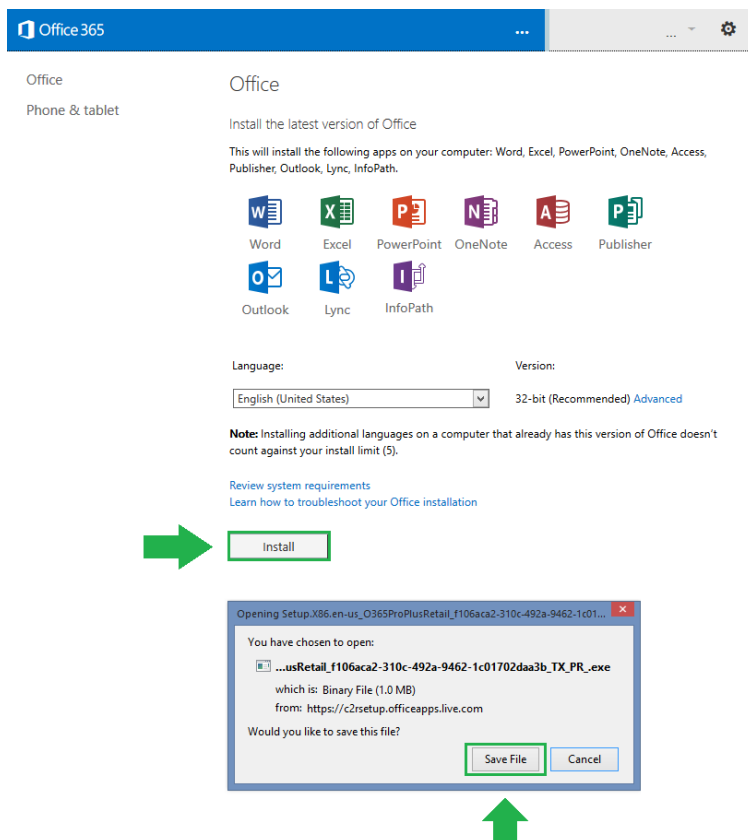 Office 365
...
...
Office
Phone & tablet
Office
Install the latest version of Office
This will install the following apps on your computer: Word, Excel, PowerPoint, OneNote, Access,
Publisher, Outlook, Lync, InfoPath.
Word Excel PowerPoint OneNote Access Publisher
Outlook Lync InfoPath
Language: Version:
English (United States) 32-bit (Recommended) Advanced
Note: Installing additional languages on a computer that already has this version of Office doesn't
count against your install limit (5).
Review system requirements
Learn how to troubleshoot your Office installation
Install
Opening Setup.X86.en-us_O365ProPlusRetail_f106aca2-310c-492a-9462-1c01...
You have chosen to open:
...usRetail_f106aca2-310c-492a-9462-1c01702daa3b_TX_PR_.exe
which is: Binary File (1.0 MB)
from: https://c2rsetup.officeapps.live.com
Would you like to save this file?
Save File Cancel